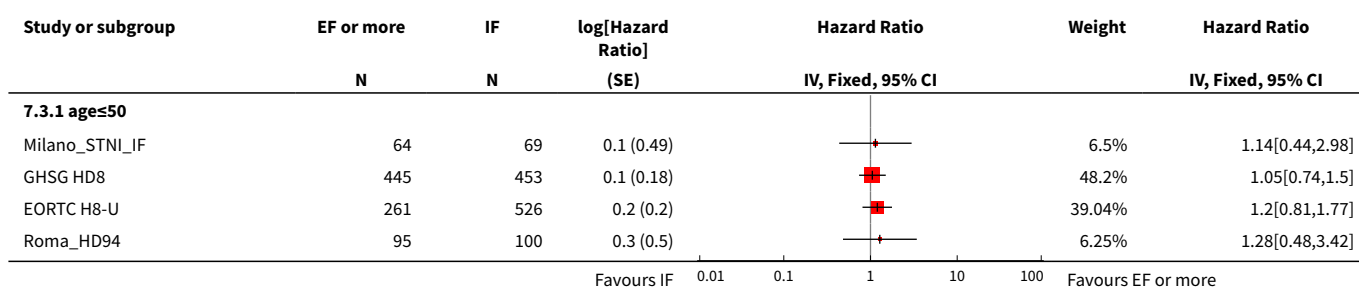 Study or subgroup EF or more IF log[Hazard Hazard Ratio Weight Hazard Ratio
Ratio]
N N (SE) IV, Fixed, 95% CI IV, Fixed, 95% CI
7.3.1 age≤50
Milano_STNI_IF 64 69 0.1 (0.49) 6.5% 1.14[0.44,2.98]
GHSG HD8 445 453 0.1 (0.18) 48.2% 1.05[0.74,1.5]
EORTC H8-U 261 526 0.2 (0.2) 39.04% 1.2[0.81,1.77]
Roma_HD94 95 100 0.3 (0.5) 6.25% 1.28[0.48,3.42]
Favours IF 0.01 0.1 1 10 100 Favours EF or more